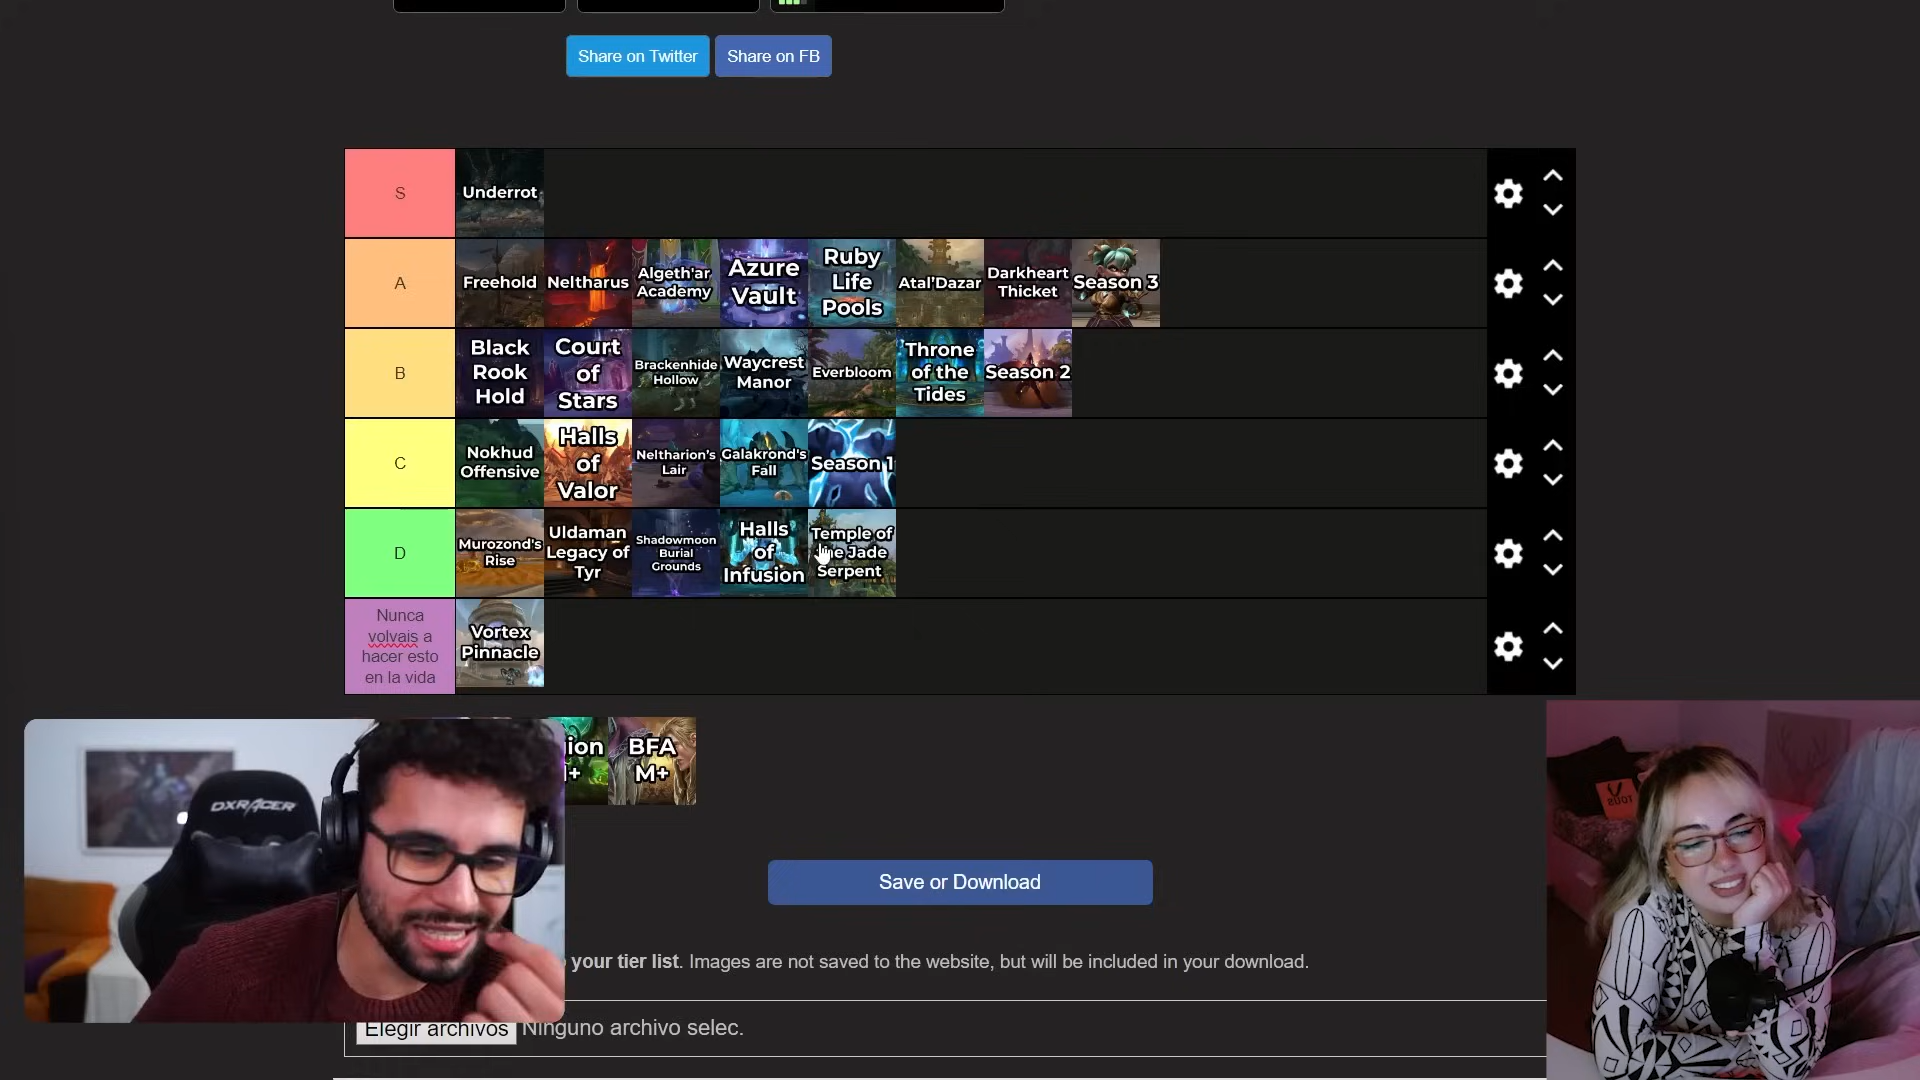 Share on Twitter
Share on FB
S
Underrot
A
Freehold
Neltharus
Algeth'ar
Academy
Azure
Vault
Ruby
Life
Pools
Atal'Dazar
Darkheart
Thicket
Season 3
B
Black
Rook
Hold
Court
of
Stars
Brackenhide
Hollow
Waycrest
Manor
Everbloom
Throne
of the
Tides
Season 2
C
Nokhud
Offensive
Halls
of
Valor
Neltharion's
Lair
Galakrond's
Fall
Season 1
D
Murozond's
Rise
Uldaman
Legacy of
Tyr
Shadowmoon
Burial
Grounds
Halls
of
Infusion
Temple of
the Jade
Serpent
Nunca
volvais a
hacer esto
en la vida
Vortex
Pinnacle
BFA
M+
DXRACER
Save or Download
your tier list. Images are not saved to the website, but will be included in your download.
Elegir archivos Ninguno archivo selec.